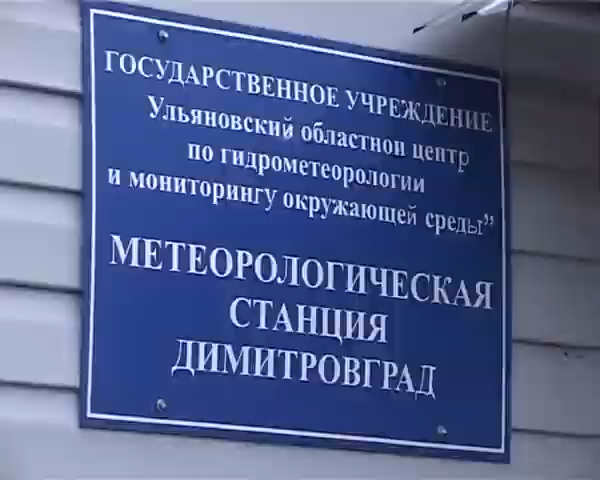 ГОСУДАРСТВЕННОЕ УЧРЕЖДЕНИЕ
Ульяновский областной центр
по гидрометеорологии
и мониторингу окружающей среды”
МЕТЕОРОЛОГИЧЕСКАЯ
СТАНЦИЯ
ДИМИТРОВГРАД